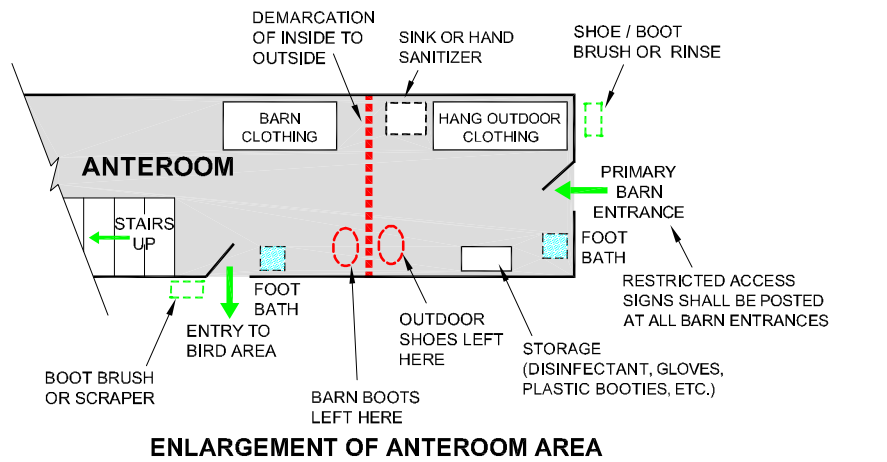 DEMARCATION
OF INSIDE TO
OUTSIDE
SINK OR HAND
SANITIZER
SHOE / BOOT
BRUSH OR RINSE
BARN
CLOTHING
HANG OUTDOOR
CLOTHING
ANTEROOM
PRIMARY
BARN
ENTRANCE
STAIRS
UP
FOOT
BATH
RESTRICTED ACCESS
SIGNS SHALL BE POSTED
AT ALL BARN ENTRANCES
FOOT
BATH
ENTRY TO
BIRD AREA
OUTDOOR
SHOES LEFT
HERE
STORAGE
(DISINFECTANT, GLOVES,
PLASTIC BOOTIES, ETC.)
BOOT BRUSH
OR SCRAPER
BARN BOOTS
LEFT HERE
ENLARGEMENT OF ANTEROOM AREA